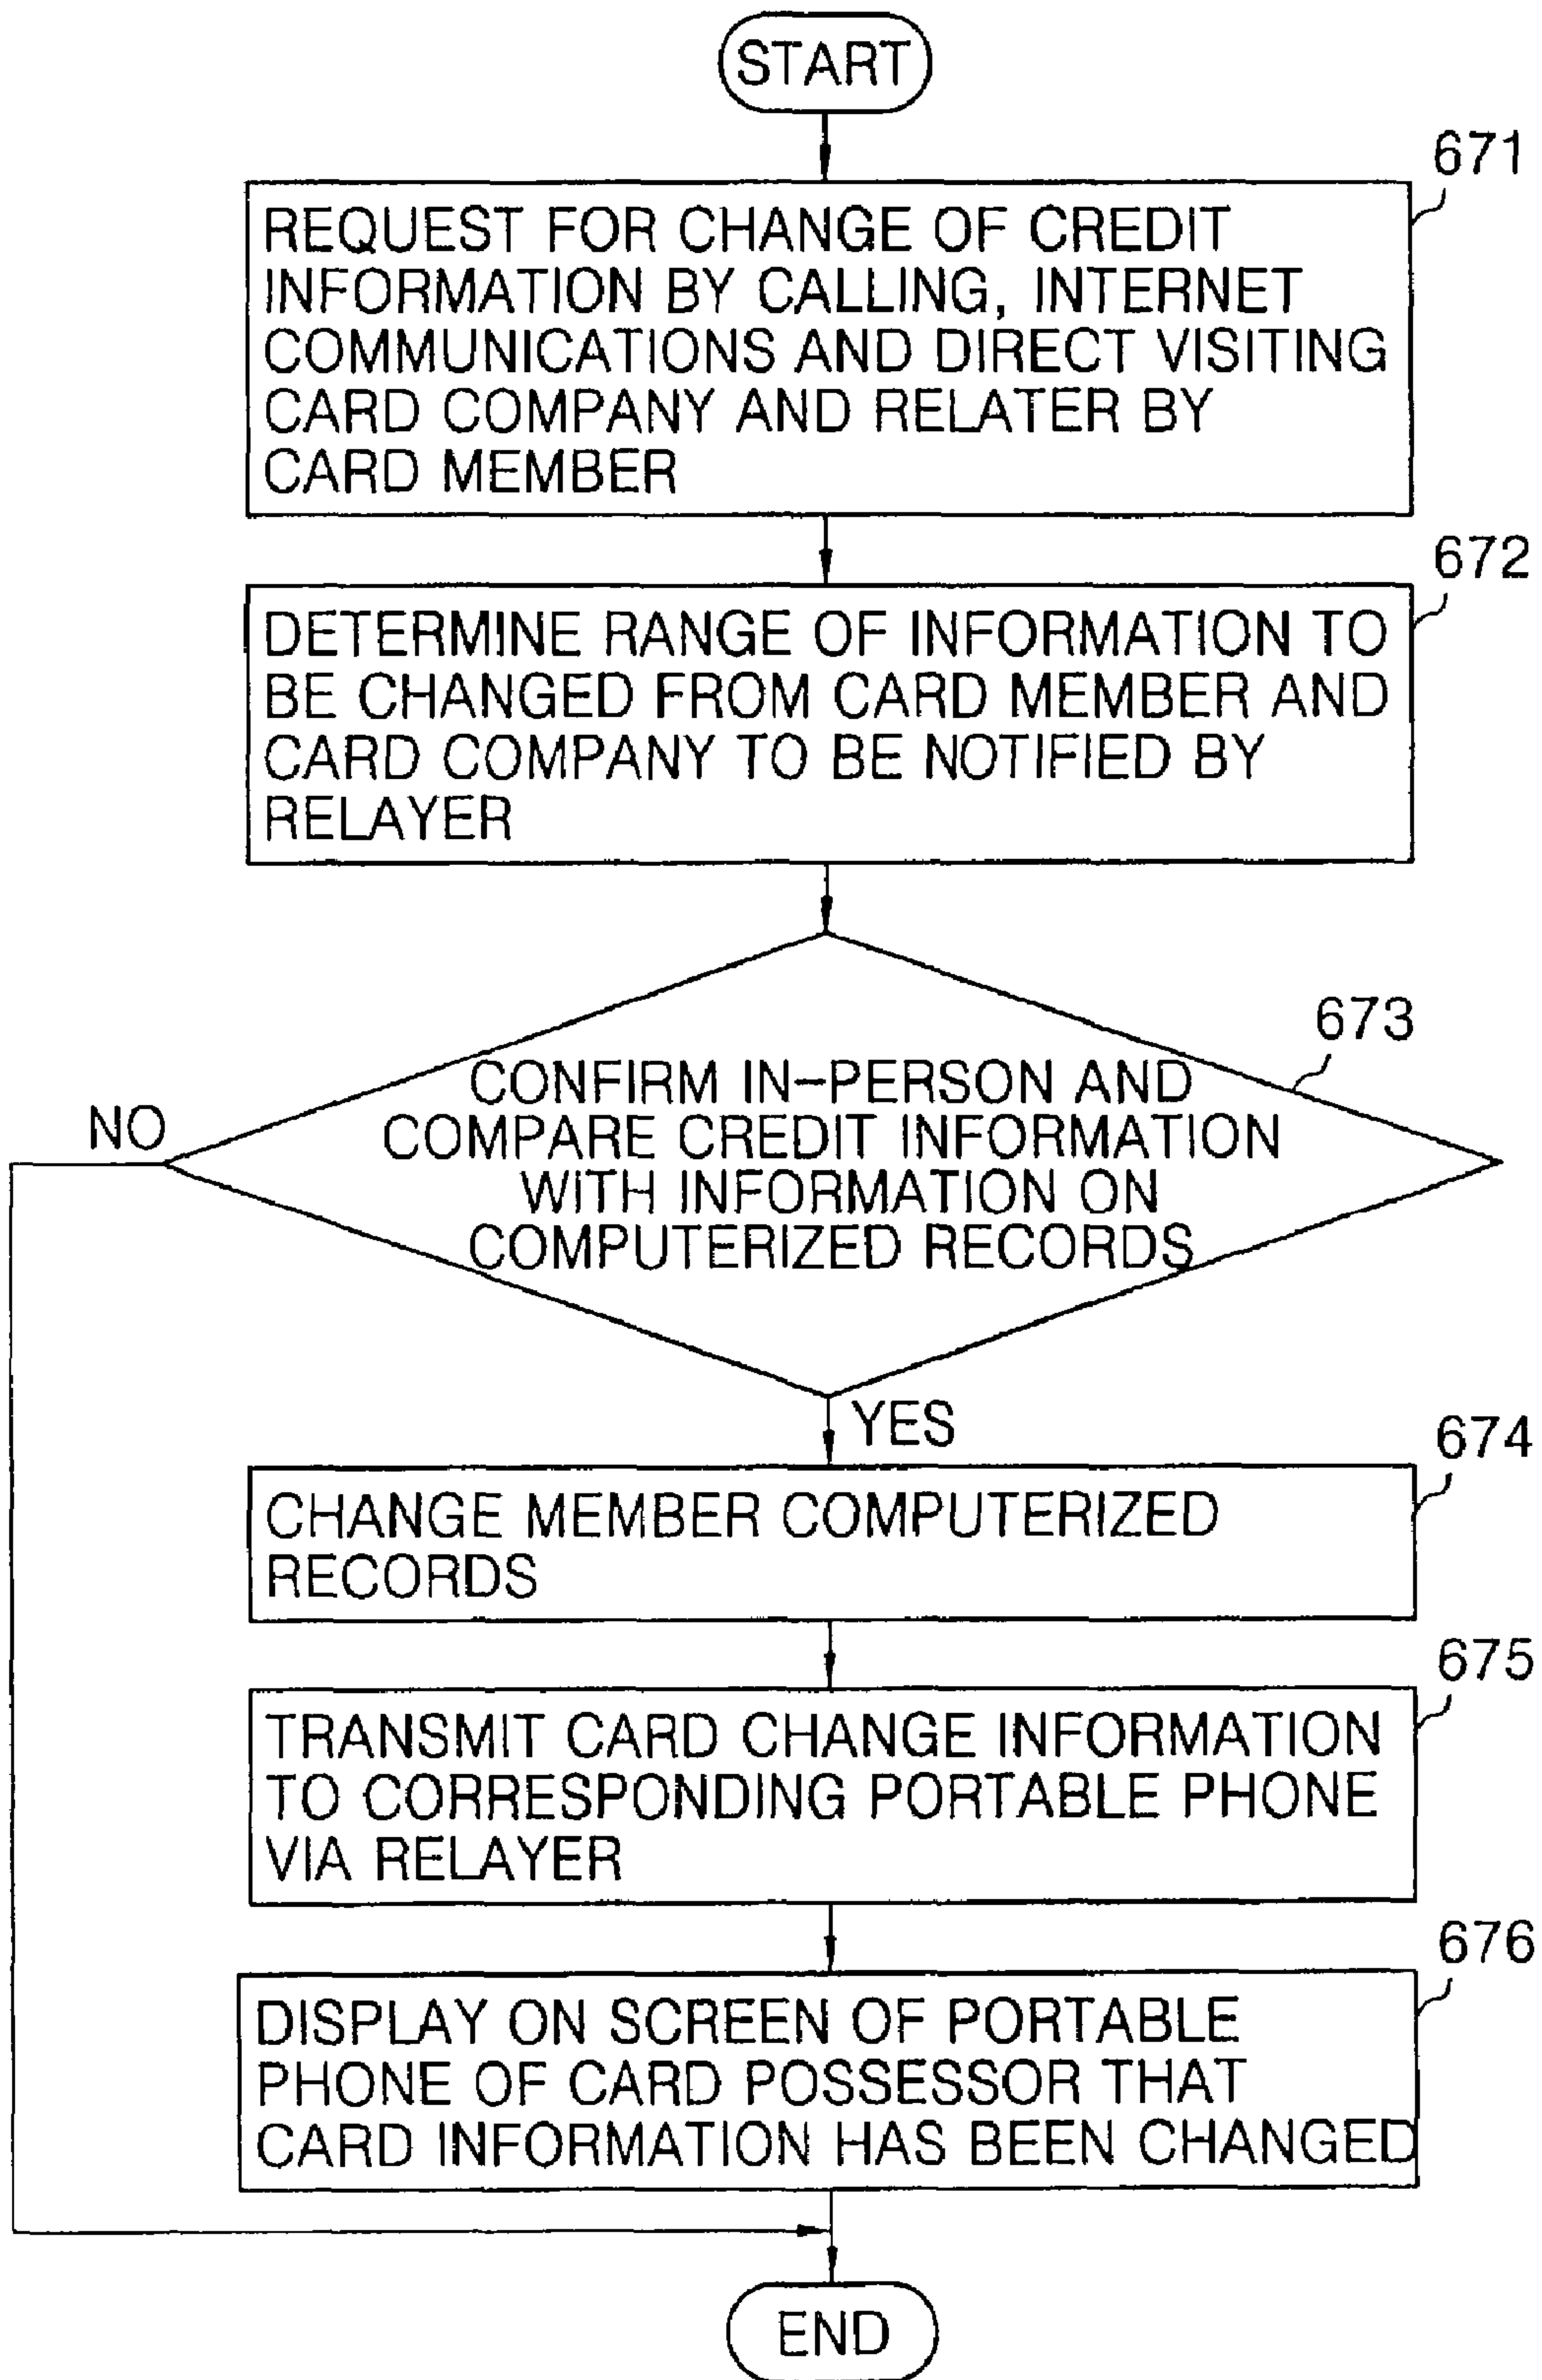 START
671
REQUEST FOR CHANGE OF CREDIT
INFORMATION BY CALLING, INTERNET
COMMUNICATIONS AND DIRECT VISITING
CARD COMPANY AND RELATER BY
CARD MEMBER
672
DETERMINE RANGE OF INFORMATION TO
BE CHANGED FROM CARD MEMBER AND
CARD COMPANY TO BE NOTIFIED BY
RELAYER
673
CONFIRM IN-PERSON AND
COMPARE CREDIT INFORMATION
WITH INFORMATION ON
COMPUTERIZED RECORDS
NO
YES
674
CHANGE MEMBER COMPUTERIZED
RECORDS
675
TRANSMIT CARD CHANGE INFORMATION
TO CORRESPONDING PORTABLE PHONE
VIA RELAYER
676
DISPLAY ON SCREEN OF PORTABLE
PHONE OF CARD POSSESSOR THAT
CARD INFORMATION HAS BEEN CHANGED
END